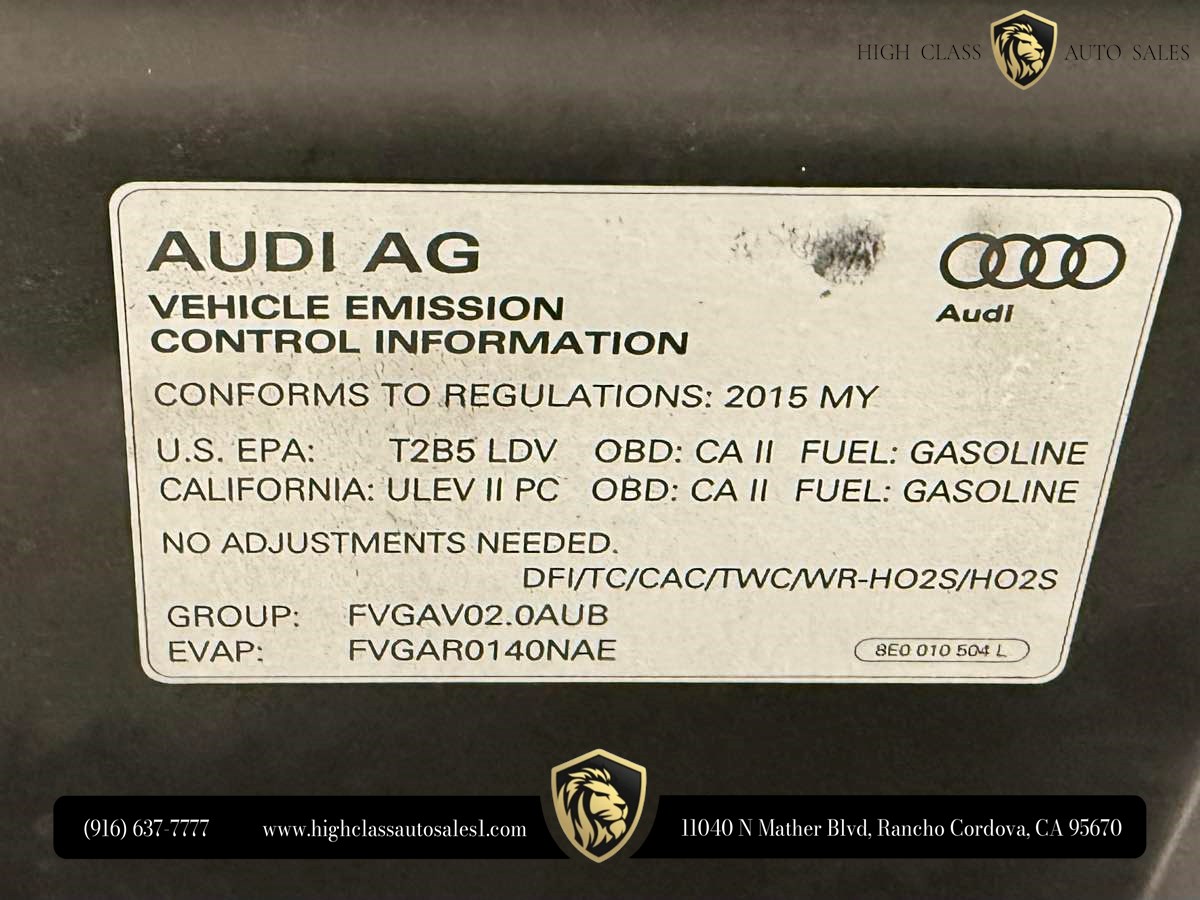 HIGH CLASS AUTO SALES
AUDI AG
Audi
VEHICLE EMISSION
CONTROL INFORMATION
CONFORMS TO REGULATIONS: 2015 MY
U.S. EPA: T2B5 LDV OBD: CA II FUEL: GASOLINE
CALIFORNIA: ULEV II PC OBD: CA II FUEL: GASOLINE
NO ADJUSTMENTS NEEDED.
DFI/TC/CAC/TWC/WR-HO2S/HO2S
GROUP: FVGAV02.0AUB
EVAP: FVGAR0140NAE
8E0 010 504 L
(916) 637-7777 www.highclassautosales1.com 11040 N Mather Blvd, Rancho Cordova, CA 95670